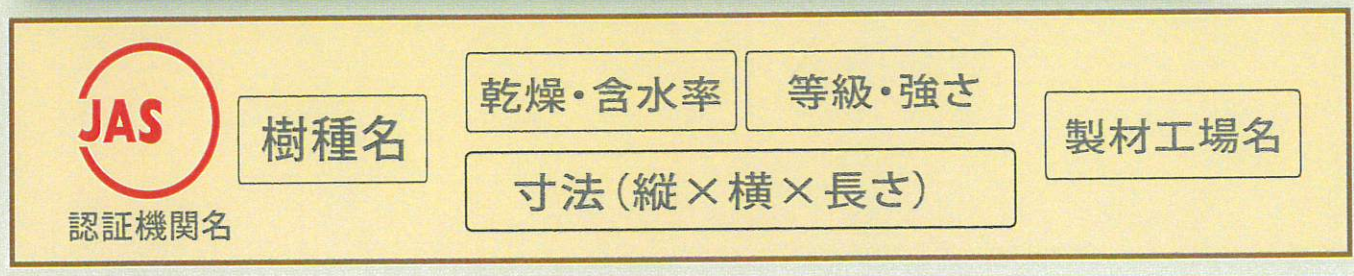 JAS
認証機関名
樹種名
乾燥・含水率
等級・強さ
寸法(縦×横×長さ)
製材工場名